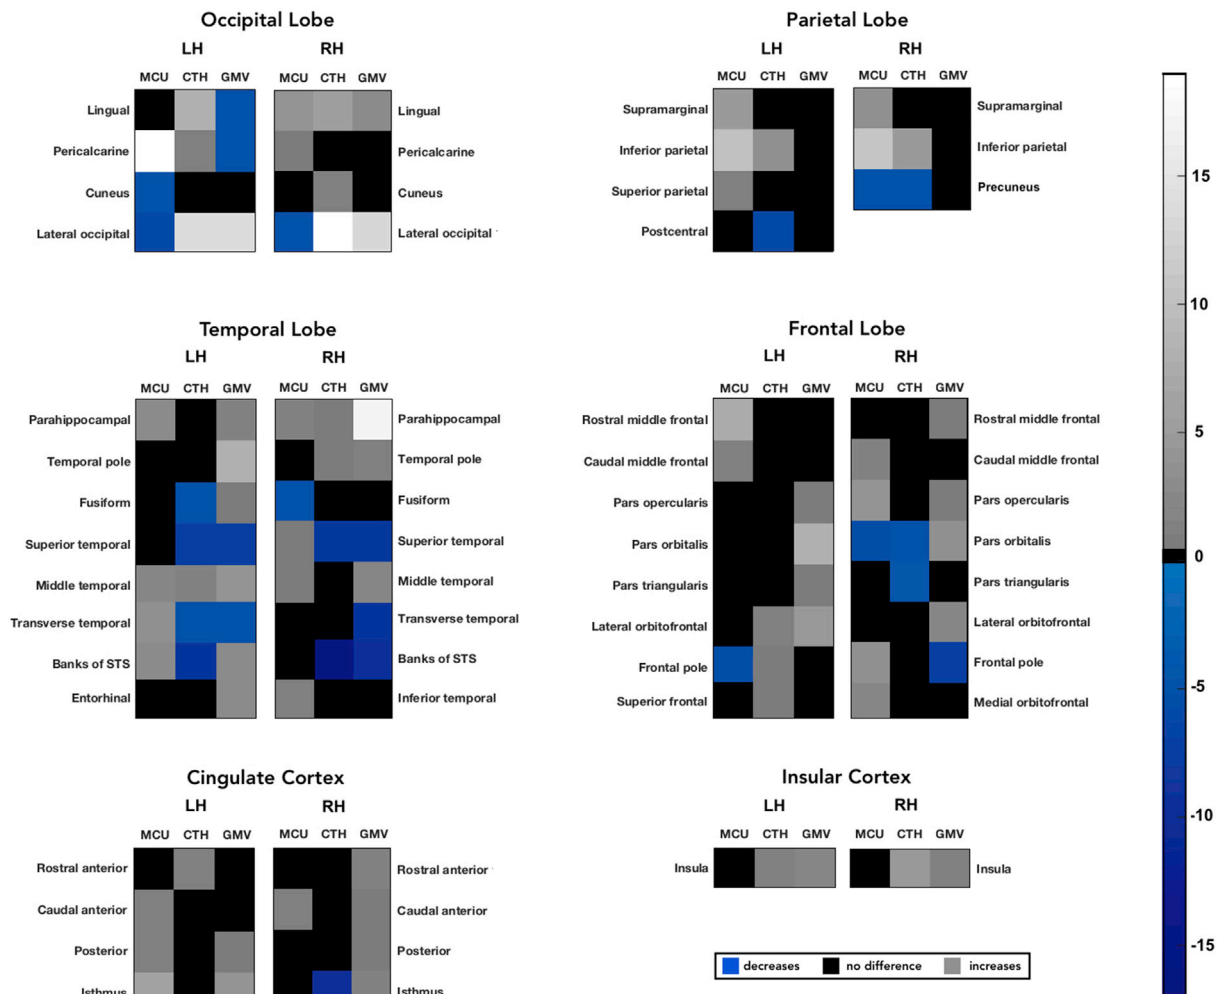 Occipital Lobe
LH RH
MCU CTH GMV MCU CTH GMV
Lingual Lingual
Pericalcarine Pericalcarine
Cuneus Cuneus
Lateral occipital Lateral occipital
Parietal Lobe
LH RH
MCU CTH GMV MCU CTH GMV
Supramarginal Supramarginal
Inferior parietal Inferior parietal
Superior parietal Precuneus
Postcentral
Temporal Lobe
LH RH
MCU CTH GMV MCU CTH GMV
Parahippocampal Parahippocampal
Temporal pole Temporal pole
Fusiform Fusiform
Superior temporal Superior temporal
Middle temporal Middle temporal
Transverse temporal Transverse temporal
Banks of STS Banks of STS
Entorhinal Inferior temporal
Frontal Lobe
LH RH
MCU CTH GMV MCU CTH GMV
Rostral middle frontal Rostral middle frontal
Caudal middle frontal Caudal middle frontal
Pars opercularis Pars opercularis
Pars orbitalis Pars orbitalis
Pars triangularis Pars triangularis
Lateral orbitofrontal Lateral orbitofrontal
Frontal pole Frontal pole
Superior frontal Medial orbitofrontal
Cingulate Cortex
LH RH
MCU CTH GMV MCU CTH GMV
Rostral anterior Rostral anterior
Caudal anterior Caudal anterior
Posterior Posterior
Isthmus Isthmus
Insular Cortex
LH RH
MCU CTH GMV MCU CTH GMV
Insula Insula
decreases no difference increases
15
10
5
0
-5
-10
-15